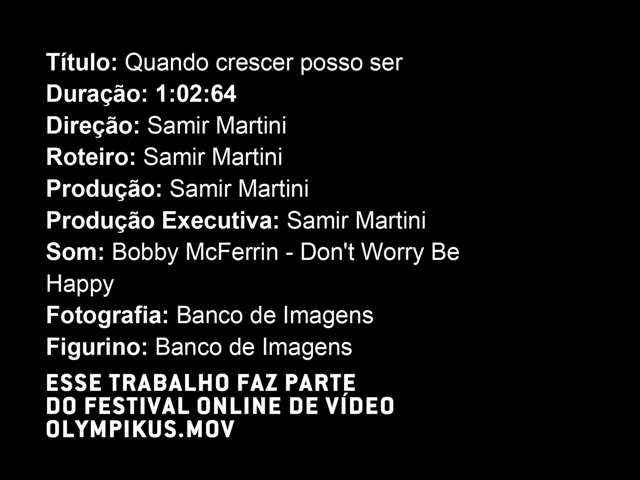 Título: Quando crescer posso ser
Duração: 1:02:64
Direção: Samir Martini
Roteiro: Samir Martini
Produção: Samir Martini
Produção Executiva: Samir Martini
Som: Bobby McFerrin - Don't Worry Be
Happy
Fotografia: Banco de Imagens
Figurino: Banco de Imagens
ESSE TRABALHO FAZ PARTE
DO FESTIVAL ONLINE DE VÍDEO
OLYMPIKUS.MOV